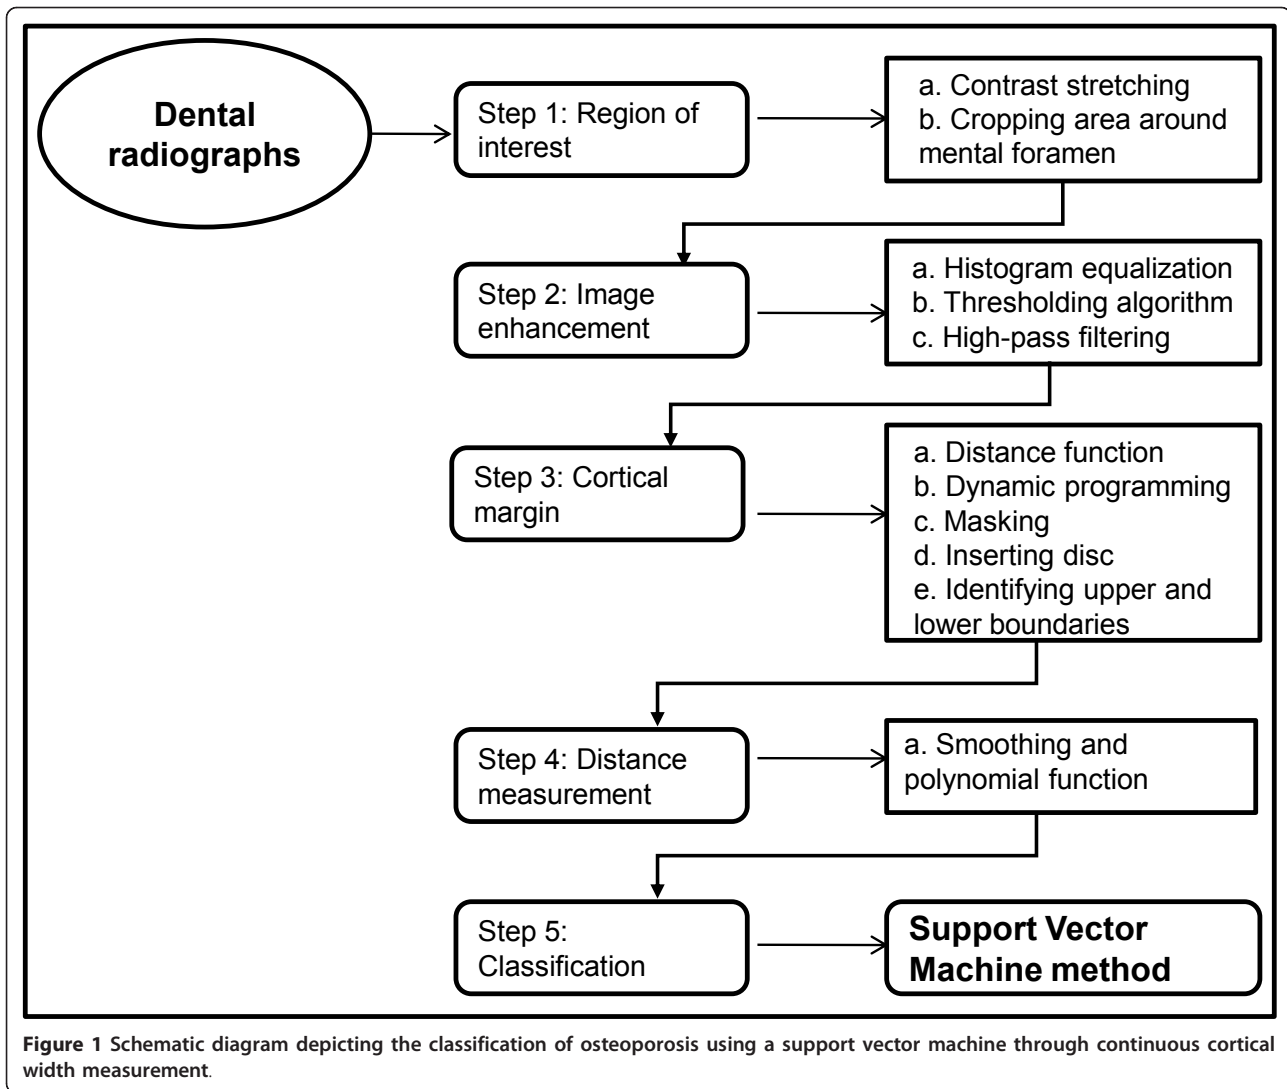 Dental
radiographs
Step 1: Region of
interest
a. Contrast stretching
b. Cropping area around
mental foramen
Step 2: Image
enhancement
a. Histogram equalization
b. Thresholding algorithm
c. High-pass filtering
Step 3: Cortical
margin
a. Distance function
b. Dynamic programming
c. Masking
d. Inserting disc
e. Identifying upper and
lower boundaries
Step 4: Distance
measurement
a. Smoothing and
polynomial function
Step 5:
Classification
Support Vector
Machine method
Figure 1 Schematic diagram depicting the classification of osteoporosis using a support vector machine through continuous cortical
width measurement.